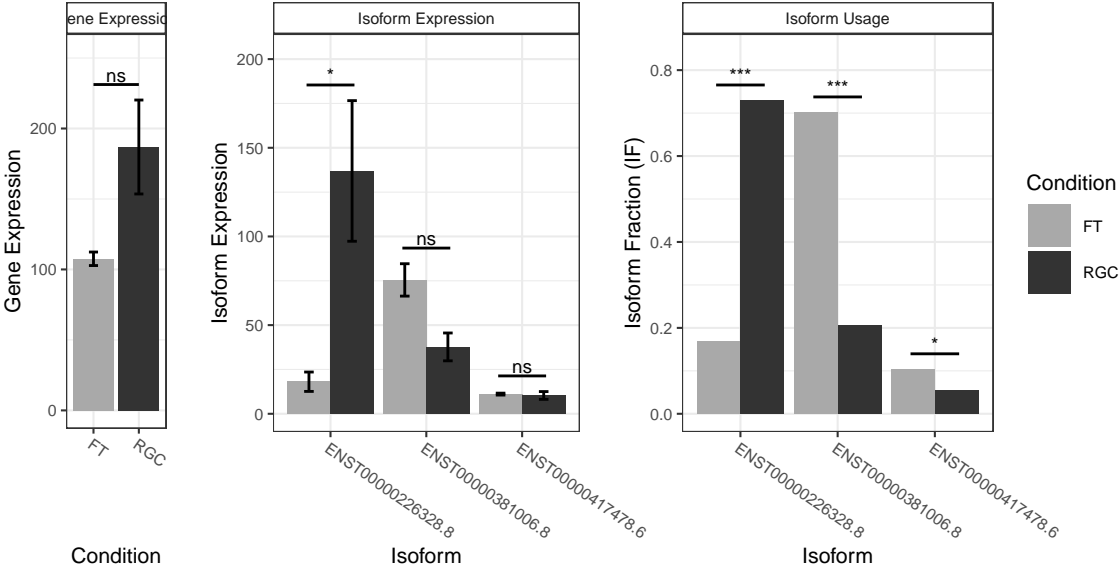 ene Expressio
Gene Expression
200
100
0
ns
FT
RGC
Condition
Isoform Expression
Isoform Expression
200
150
100
50
0
*
ns
ns
ENST00000226328.8
ENST00000381006.8
ENST00000417478.6
Isoform
Isoform Usage
Isoform Fraction (IF)
0.8
0.6
0.4
0.2
0.0
***
***
*
ENST00000226328.8
ENST00000381006.8
ENST00000417478.6
Isoform
Condition
FT
RGC